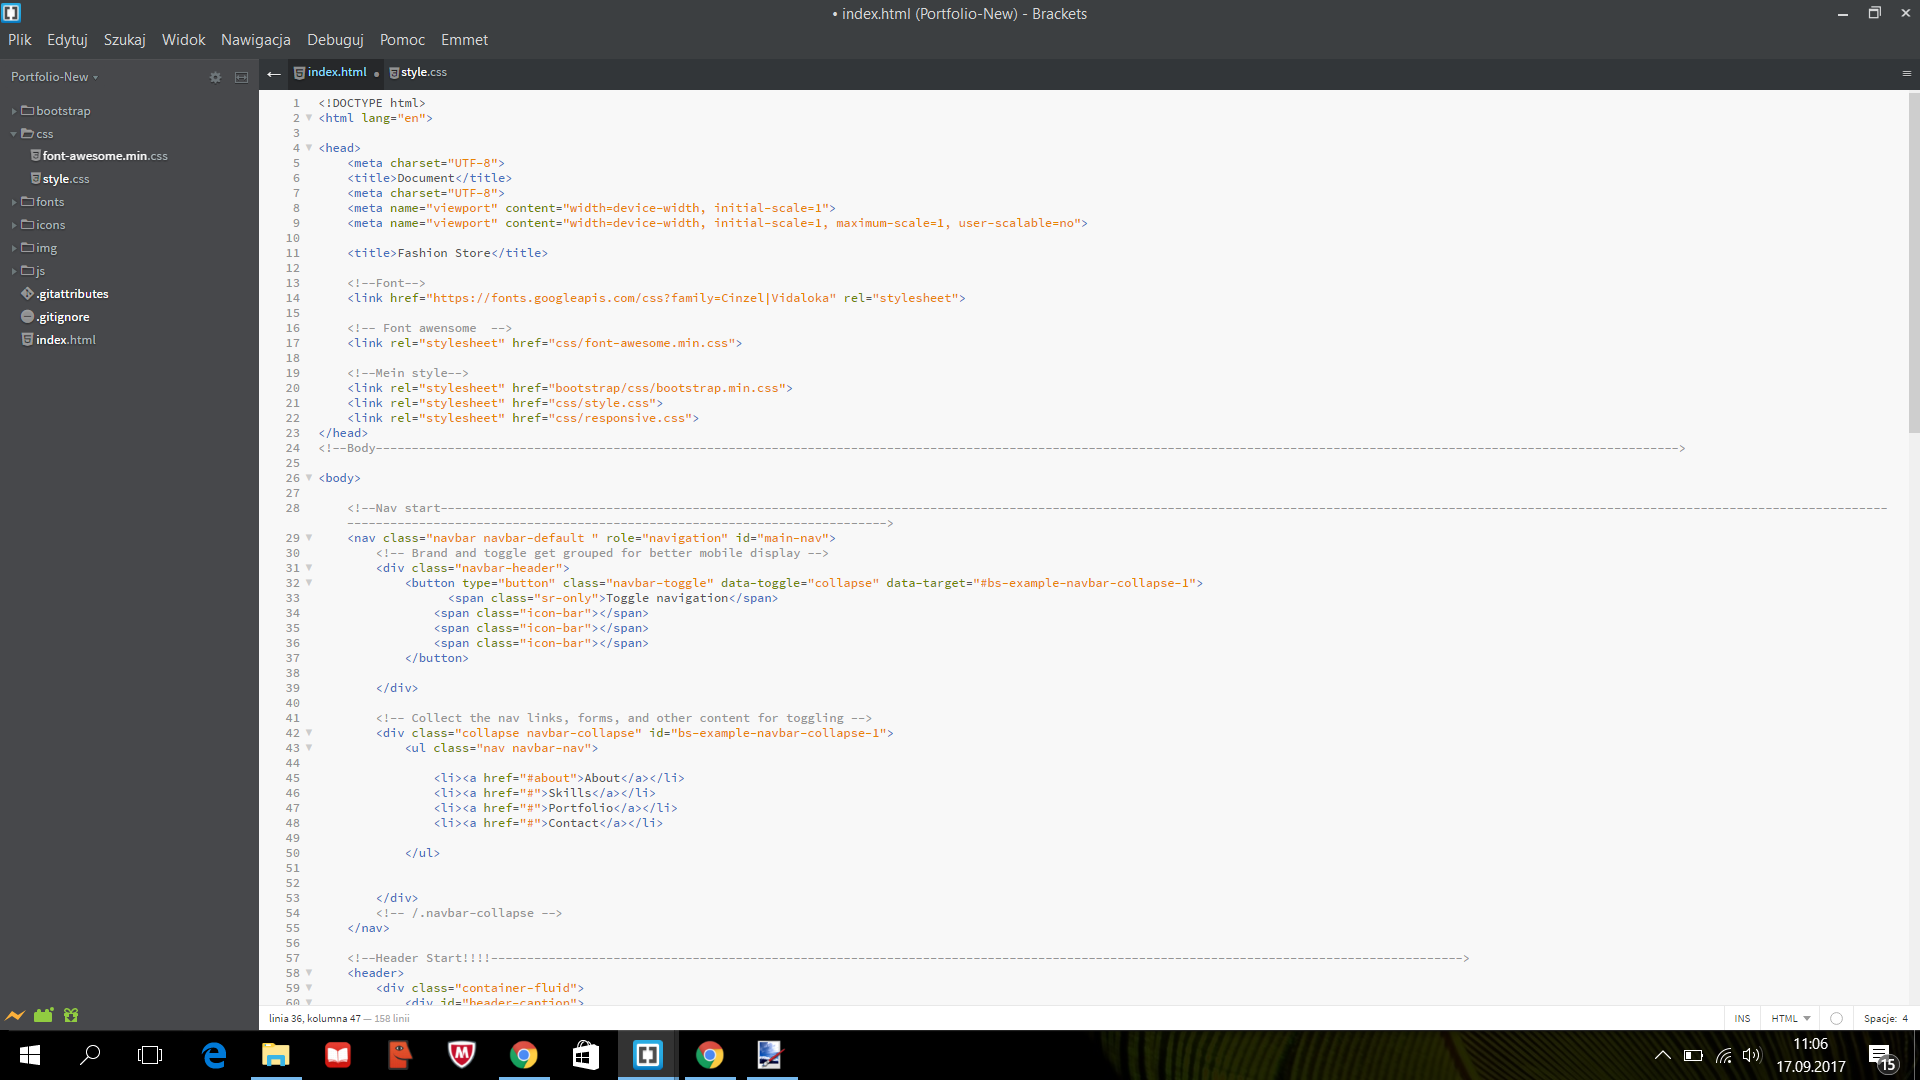 • index.html (Portfolio-New) - Brackets
Plik Edytuj Szukaj Widok Nawigacja Debuguj Pomoc Emmet
Portfolio-New
bootstrap
css
font-awesome.min.css
style.css
fonts
icons
img
js
.gitattributes
.gitignore
index.html
index.html • style.css
1 <!DOCTYPE html>
2 <html lang="en">
3
4 <head>
5 <meta charset="UTF-8">
6 <title>Document</title>
7 <meta charset="UTF-8">
8 <meta name="viewport" content="width=device-width, initial-scale=1">
9 <meta name="viewport" content="width=device-width, initial-scale=1, maximum-scale=1, user-scalable=no">
10
11 <title>Fashion Store</title>
12
13 <!--Font-->
14 <link href="https://fonts.googleapis.com/css?family=Cinzel|Vidaloka" rel="stylesheet">
15
16 <!-- Font awensome  -->
17 <link rel="stylesheet" href="css/font-awesome.min.css">
18
19 <!--Mein style-->
20 <link rel="stylesheet" href="bootstrap/css/bootstrap.min.css">
21 <link rel="stylesheet" href="css/style.css">
22 <link rel="stylesheet" href="css/responsive.css">
23 </head>
24 <!--Body-------------------------------------------------------------------------------------------------------------------------------------------------------------------------------------->
25
26 <body>
27
28 <!--Nav start---------------------------------------------------------------------------------------------------------------------------------------------------------------------------------------------------------
--------------------------------------------------------------------------->
29 <nav class="navbar navbar-default " role="navigation" id="main-nav">
30 <!-- Brand and toggle get grouped for better mobile display -->
31 <div class="navbar-header">
32 <button type="button" class="navbar-toggle" data-toggle="collapse" data-target="#bs-example-navbar-collapse-1">
33 <span class="sr-only">Toggle navigation</span>
34 <span class="icon-bar"></span>
35 <span class="icon-bar"></span>
36 <span class="icon-bar"></span>
37 </button>
38
39 </div>
40
41 <!-- Collect the nav links, forms, and other content for toggling -->
42 <div class="collapse navbar-collapse" id="bs-example-navbar-collapse-1">
43 <ul class="nav navbar-nav">
44
45 <li><a href="#about">About</a></li>
46 <li><a href="#">Skills</a></li>
47 <li><a href="#">Portfolio</a></li>
48 <li><a href="#">Contact</a></li>
49
50 </ul>
51
52
53 </div>
54 <!-- /.navbar-collapse -->
55 </nav>
56
57 <!--Header Start!!!!--------------------------------------------------------------------------------------------------------------------------------------->
58 <header>
59 <div class="container-fluid">
60 <div id="header-caption">
linia 36, kolumna 47 — 158 linii
INS HTML Spacje: 4
11:06
17.09.2017
15